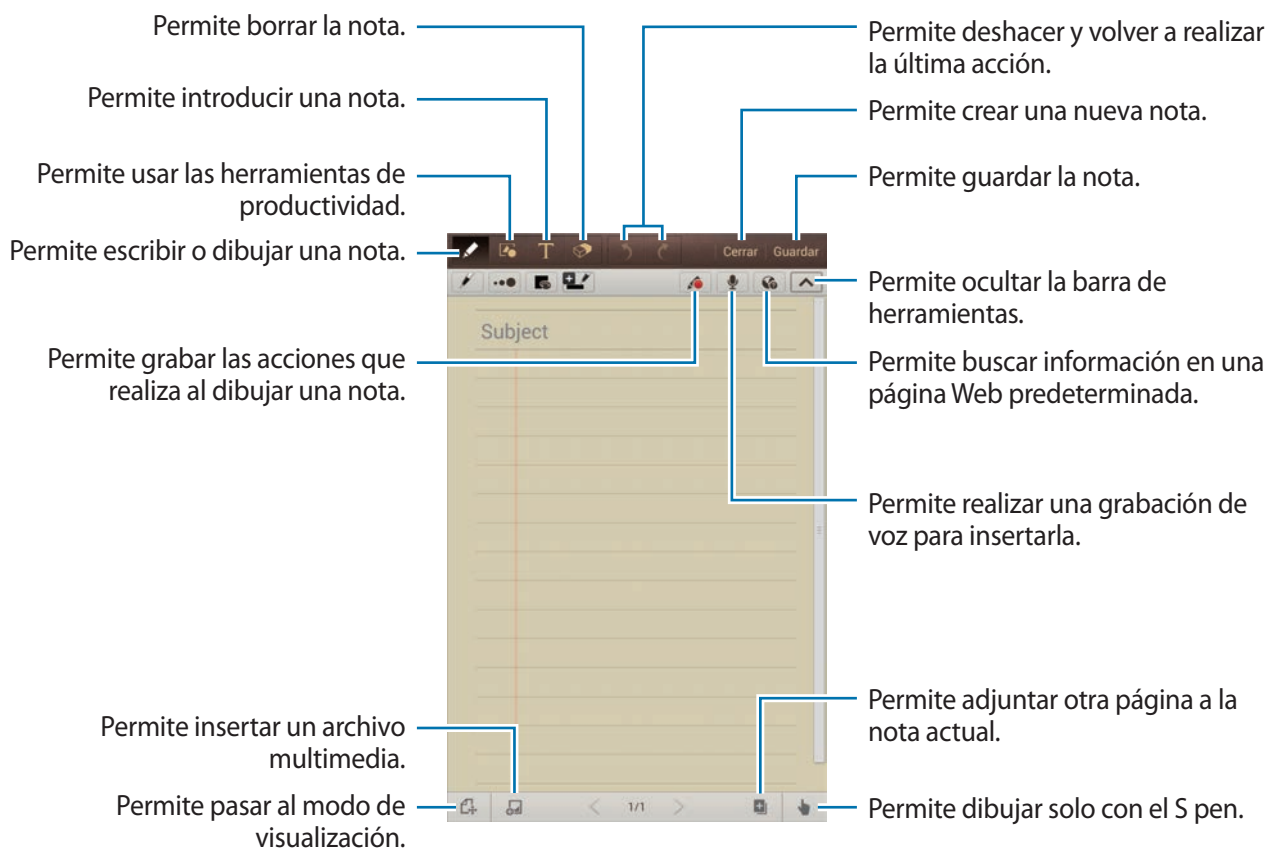 Permite borrar la nota.
Permite introducir una nota.
Permite usar las herramientas de
productividad.
Permite escribir o dibujar una nota.
Permite grabar las acciones que
realiza al dibujar una nota.
Permite insertar un archivo
multimedia.
Permite pasar al modo de
visualización.
T
Cerrar Guardar
Subject
1/1
Permite deshacer y volver a realizar
la última acción.
Permite crear una nueva nota.
Permite guardar la nota.
Permite ocultar la barra de
herramientas.
Permite buscar información en una
página Web predeterminada.
Permite realizar una grabación de
voz para insertarla.
Permite adjuntar otra página a la
nota actual.
Permite dibujar solo con el S pen.